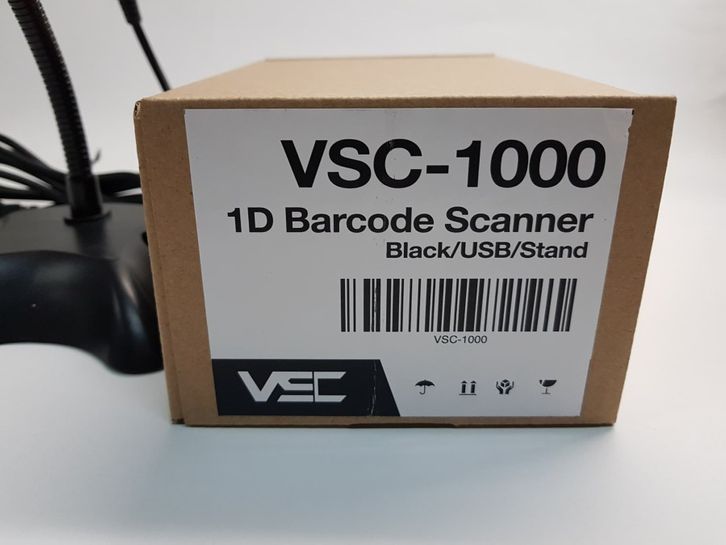 VSC-1000
1D Barcode Scanner
Black/USB/Stand
VSC-1000
VSC